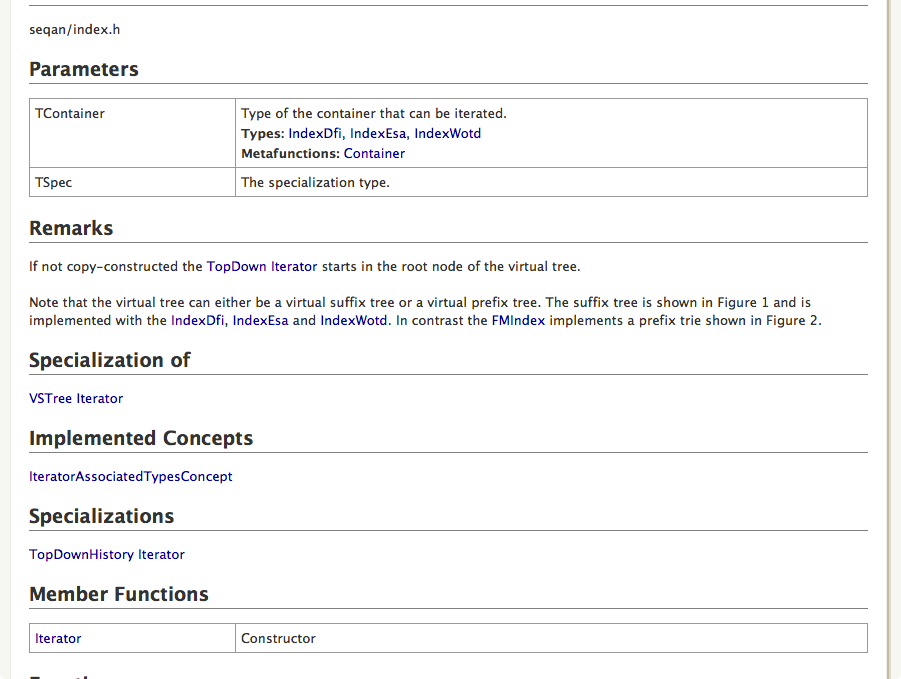 seqan/index.h
Parameters
TContainer
Type of the container that can be iterated.
Types: IndexDfi, IndexEsa, IndexWotd
Metafunctions: Container
TSpec
The specialization type.
Remarks
If not copy-constructed the TopDown Iterator starts in the root node of the virtual tree.
Note that the virtual tree can either be a virtual suffix tree or a virtual prefix tree. The suffix tree is shown in Figure 1 and is
implemented with the IndexDfi, IndexEsa and IndexWotd. In contrast the FMIndex implements a prefix trie shown in Figure 2.
Specialization of
VSTree Iterator
Implemented Concepts
IteratorAssociatedTypesConcept
Specializations
TopDownHistory Iterator
Member Functions
Iterator
Constructor